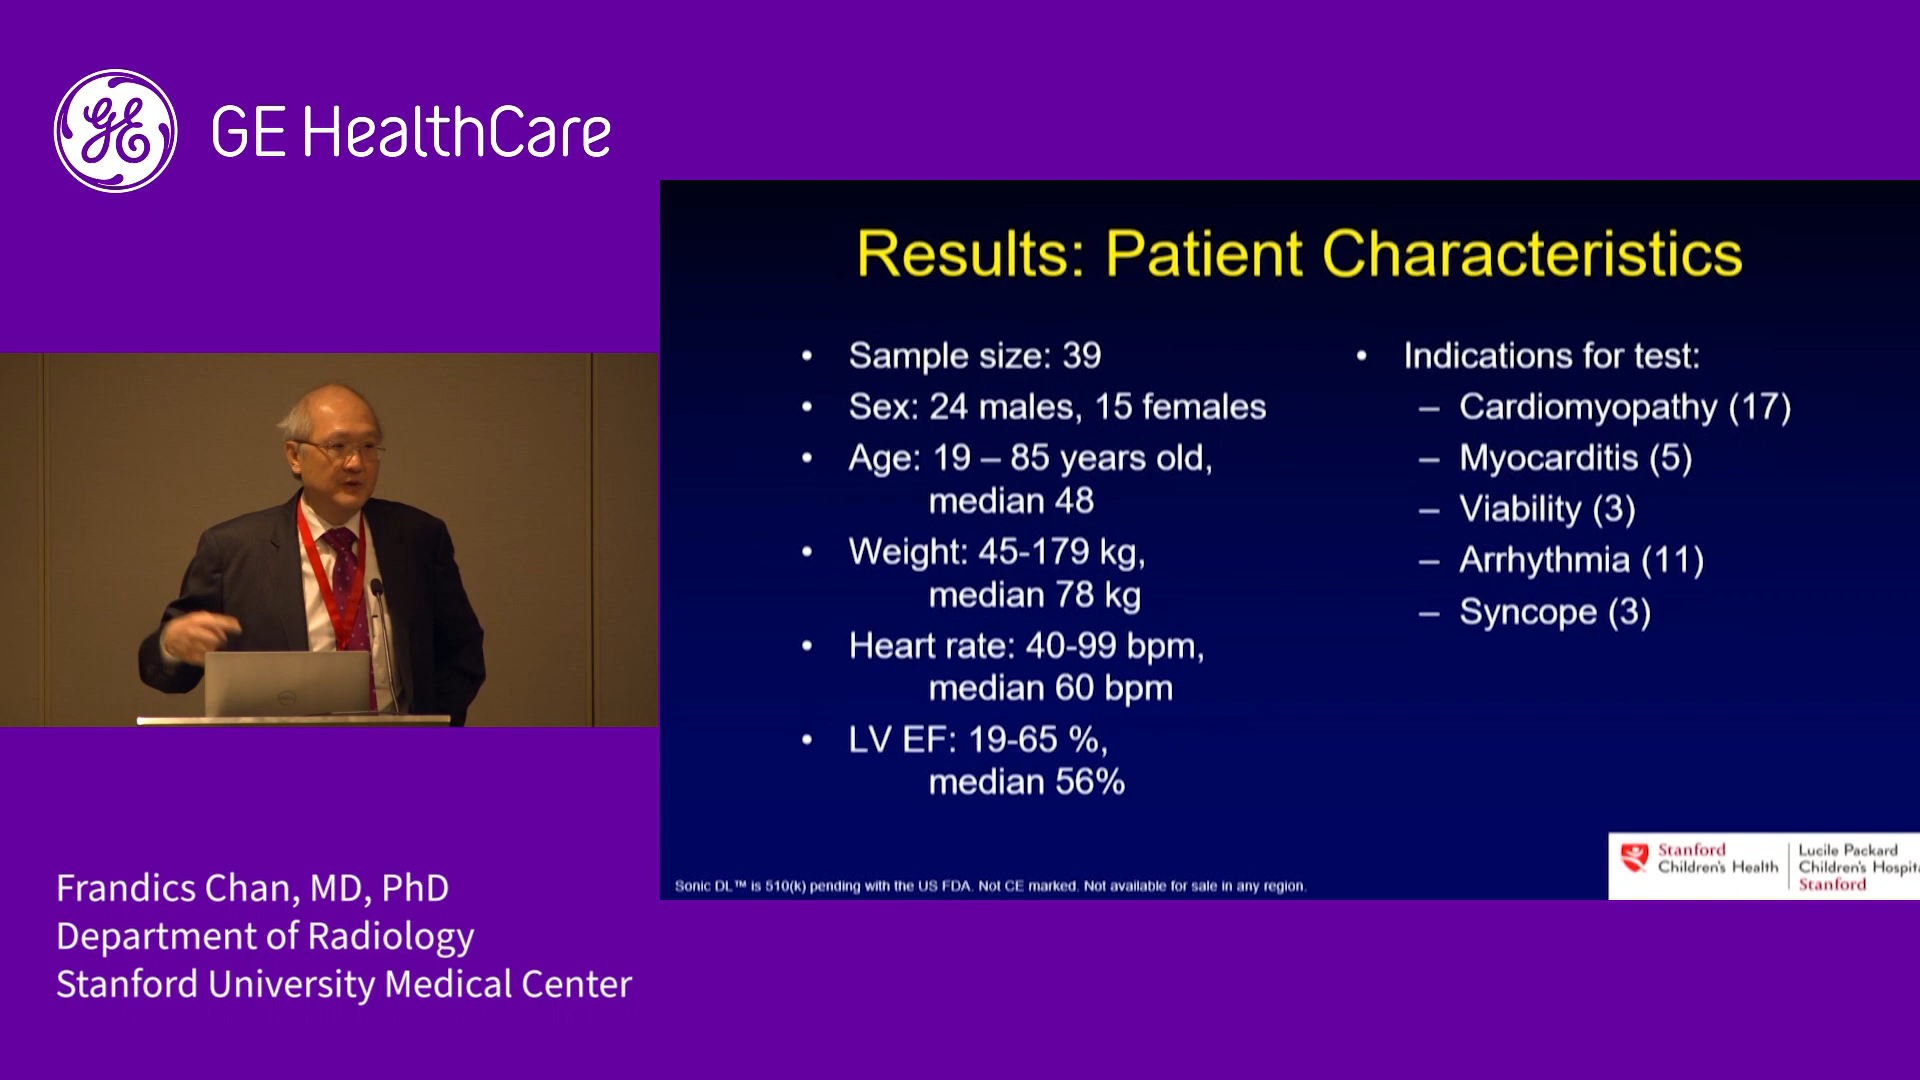 GE HealthCare
Results: Patient Characteristics
• Sample size: 39
• Sex: 24 males, 15 females
• Age: 19 – 85 years old,
median 48
• Weight: 45-179 kg,
median 78 kg
• Heart rate: 40-99 bpm,
median 60 bpm
• LV EF: 19-65 %,
median 56%
• Indications for test:
– Cardiomyopathy (17)
– Myocarditis (5)
– Viability (3)
– Arrhythmia (11)
– Syncope (3)
Sonic DL™ is 510(k) pending with the US FDA. Not CE marked. Not available for sale in any region.
Stanford
Children's Health
Lucile Packard
Children's Hospita
Stanford
Frandics Chan, MD, PhD
Department of Radiology
Stanford University Medical Center